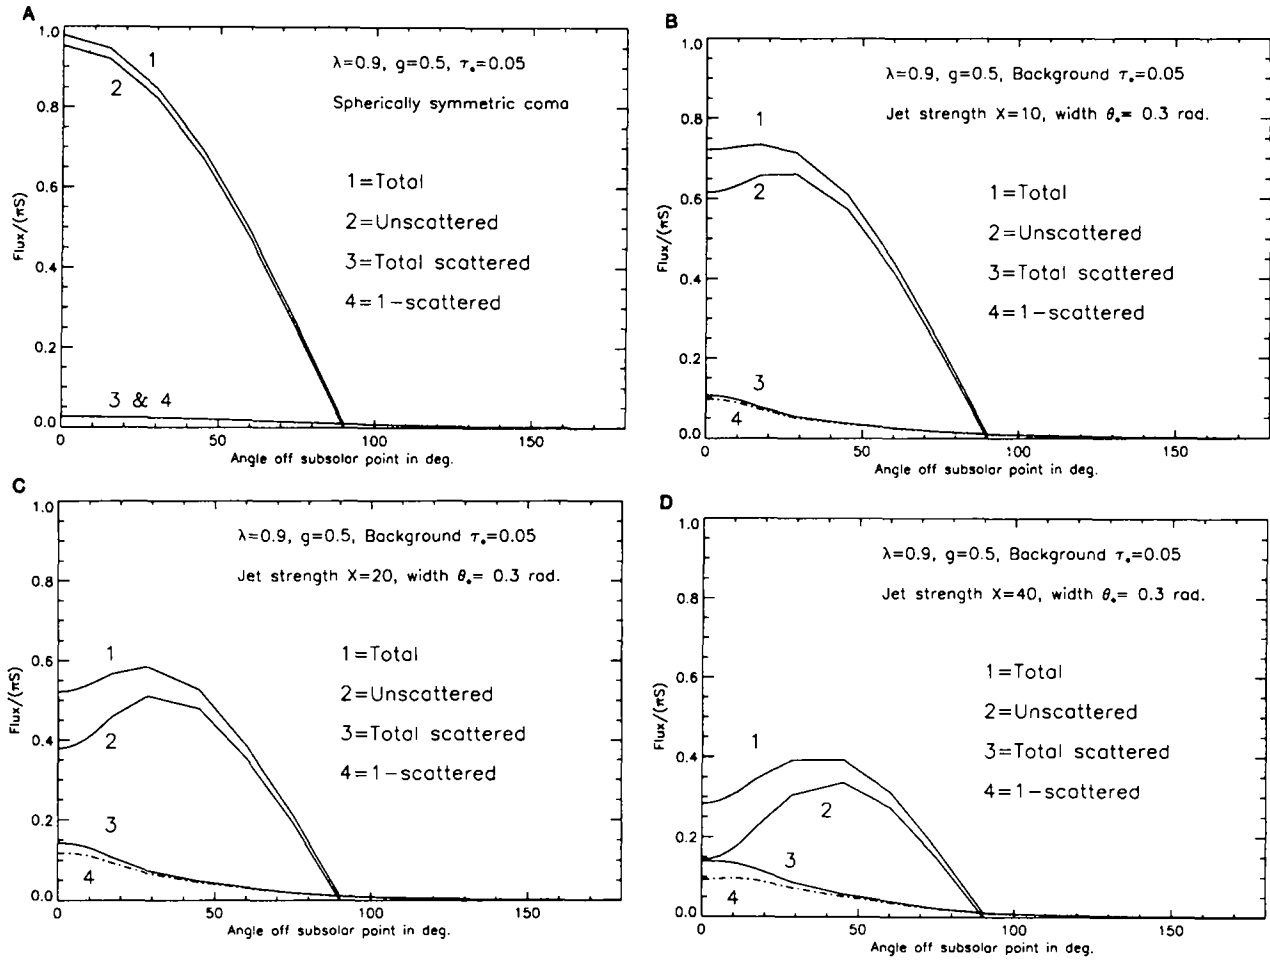 A
λ=0.9, g=0.5, τ∘=0.05
Spherically symmetric coma
1=Total
2=Unscattered
3=Total scattered
4=1-scattered
1
2
3 & 4
Flux/(πS)
1.0
0.8
0.6
0.4
0.2
0.0
0
50
100
150
Angle off subsolar point in deg.
B
λ=0.9, g=0.5, Background τ∘=0.05
Jet strength X=10, width θ∘= 0.3 rad.
1=Total
2=Unscattered
3=Total scattered
4=1-scattered
1
2
3
4
Flux/(πS)
1.0
0.8
0.6
0.4
0.2
0.0
0
50
100
150
Angle off subsolar point in deg.
C
λ=0.9, g=0.5, Background τ∘=0.05
Jet strength X=20, width θ∘= 0.3 rad.
1=Total
2=Unscattered
3=Total scattered
4=1-scattered
1
2
3
4
Flux/(πS)
1.0
0.8
0.6
0.4
0.2
0.0
0
50
100
150
Angle off subsolar point in deg.
D
λ=0.9, g=0.5, Background τ∘=0.05
Jet strength X=40, width θ∘= 0.3 rad.
1=Total
2=Unscattered
3=Total scattered
4=1-scattered
1
2
3
4
Flux/(πS)
1.0
0.8
0.6
0.4
0.2
0.0
0
50
100
150
Angle off subsolar point in deg.